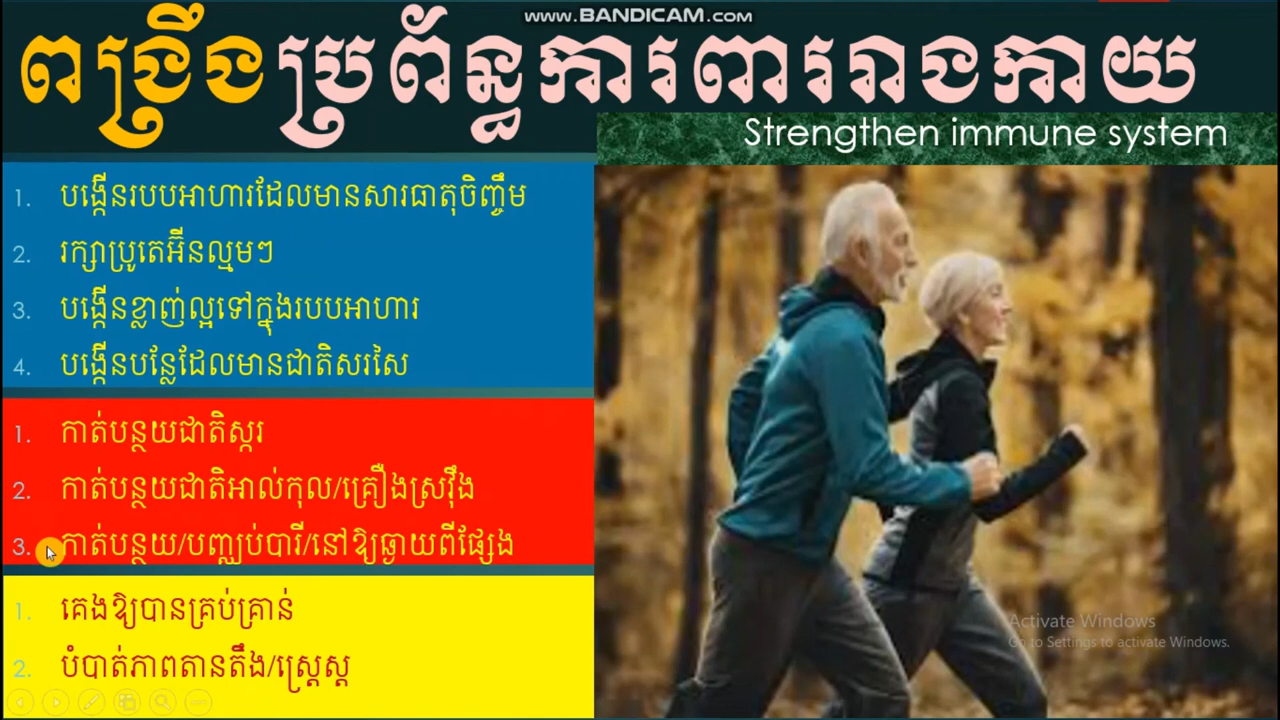 www.BANDICAM.com
ពង្រឹងប្រព័ន្ធការពាររាងកាយ
Strengthen immune system
1. បង្កើនរបបអាហារដែលមានសារធាតុចិញ្ចឹម
2. រក្សាប្រូតេអ៊ីនល្មមៗ
3. បង្កើនខ្លាញ់ល្អទៅក្នុងរបបអាហារ
4. បង្កើនបន្លែដែលមានជាតិសរសៃ
1. កាត់បន្ថយជាតិស្ករ
2. កាត់បន្ថយជាតិអាល់កុល/គ្រឿងស្រវ៉ឹង
3. កាត់បន្ថយ/បញ្ឈប់បារី/នៅឱ្យឆ្ងាយពីផ្សែង
1. គេងឱ្យបានគ្រប់គ្រាន់
2. បំបាត់ភាពតានតឹង/ស្ត្រេស្ត
Activate Windows
Go to Settings to activate Windows.